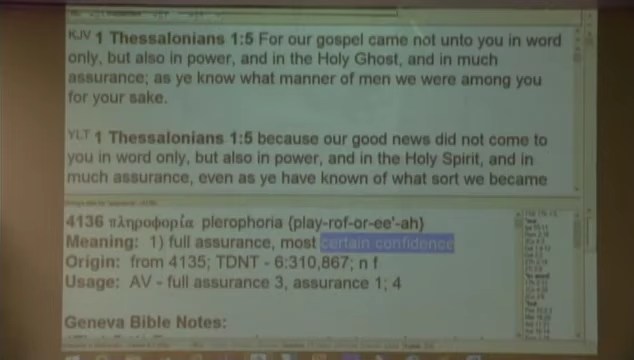 KJV 1 Thessalonians 1:5 For our gospel came not unto you in word
only, but also in power, and in the Holy Ghost, and in much
assurance; as ye know what manner of men we were among you
for your sake.
YLT 1 Thessalonians 1:5 because our good news did not come to
you in word only, but also in power, and in the Holy Spirit, and in
much assurance, even as ye have known of what sort we became
4136 πληροφορία plerophoria {play-rof-or-ee'-ah}
Meaning: 1) full assurance, most certain confidence
Origin: from 4135; TDNT - 6:310,867; n f
Usage: AV - full assurance 3, assurance 1; 4
Geneva Bible Notes: